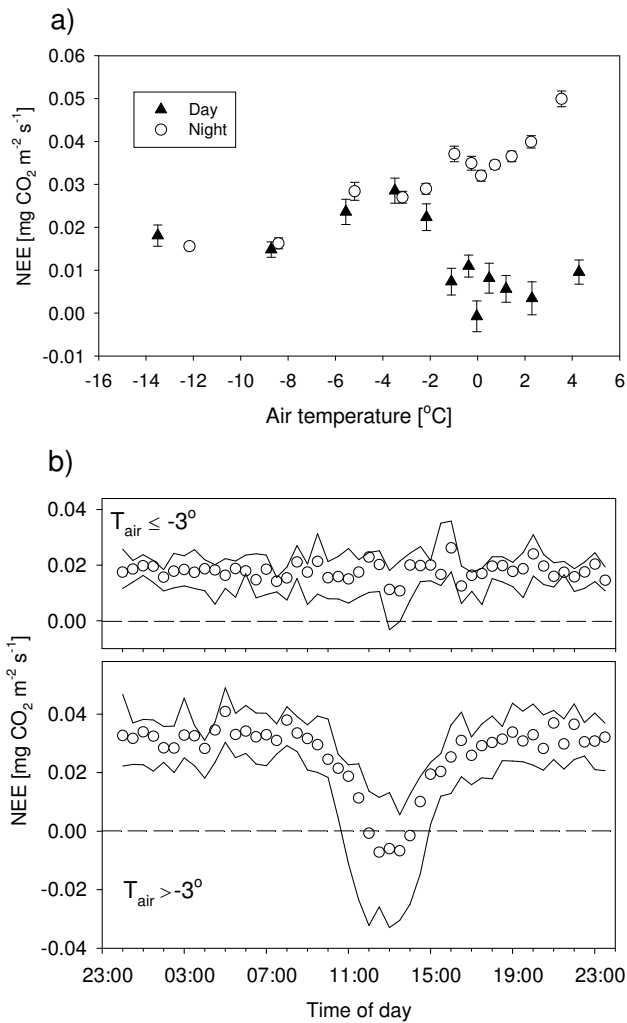 a)
0.06
0.05
0.04
0.03
0.02
0.01
0.00
-0.01
NEE [mg CO₂ m⁻² s⁻¹]
Day
Night
-16 -14 -12 -10 -8 -6 -4 -2 0 2 4 6
Air temperature [°C]
b)
T_air ≤ -3°
0.04
0.02
0.00
NEE [mg CO₂ m⁻² s⁻¹]
0.04
0.02
0.00
-0.02
-0.04
T_air >-3°
23:00 03:00 07:00 11:00 15:00 19:00 23:00
Time of day